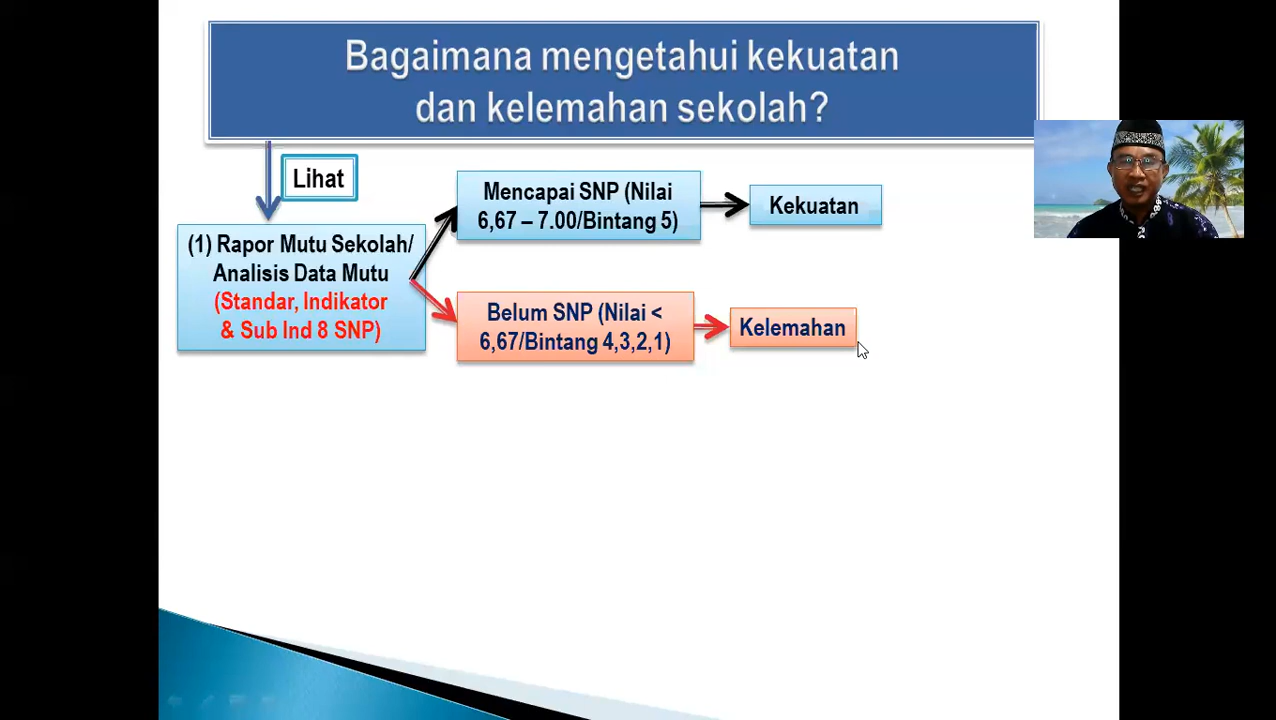 Bagaimana mengetahui kekuatan
dan kelemahan sekolah?
Lihat
(1) Rapor Mutu Sekolah/
Analisis Data Mutu
(Standar, Indikator
& Sub Ind 8 SNP)
Mencapai SNP (Nilai
6,67 – 7.00/Bintang 5)
Kekuatan
Belum SNP (Nilai <
6,67/Bintang 4,3,2,1)
Kelemahan